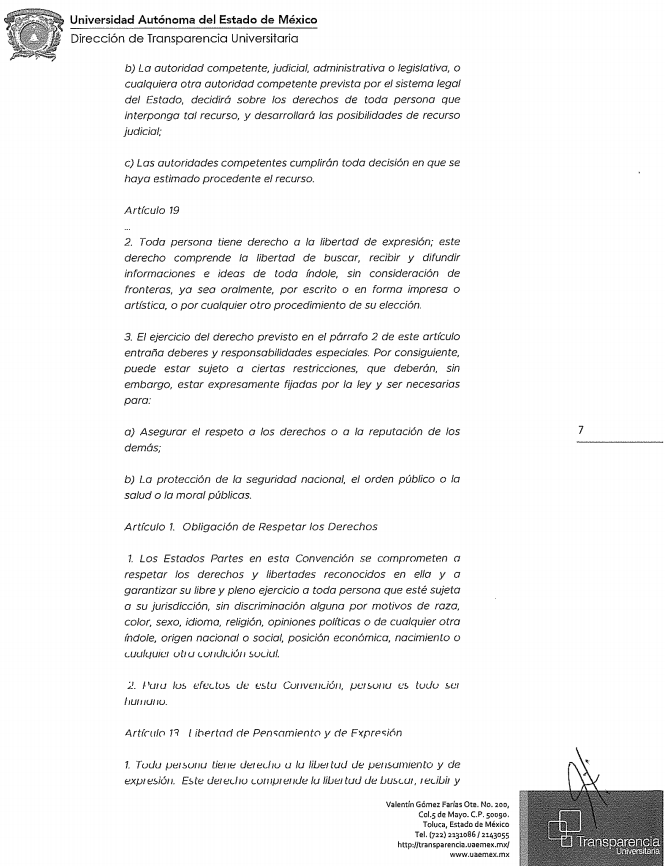 Universidad Autónoma del Estado de México
Dirección de Transparencia Universitaria
b) La autoridad competente, judicial, administrativa o legislativa, o
cualquiera otra autoridad competente prevista por el sistema legal
del Estado, decidirá sobre los derechos de toda persona que
interponga tal recurso, y desarrollará las posibilidades de recurso
judicial;
c) Las autoridades competentes cumplirán toda decisión en que se
haya estimado procedente el recurso.
Artículo 19
...
2. Toda persona tiene derecho a la libertad de expresión; este
derecho comprende la libertad de buscar, recibir y difundir
informaciones e ideas de toda índole, sin consideración de
fronteras, ya sea oralmente, por escrito o en forma impresa o
artística, o por cualquier otro procedimiento de su elección.
3. El ejercicio del derecho previsto en el párrafo 2 de este artículo
entraña deberes y responsabilidades especiales. Por consiguiente,
puede estar sujeto a ciertas restricciones, que deberán, sin
embargo, estar expresamente fijadas por la ley y ser necesarias
para:
a) Asegurar el respeto a los derechos o a la reputación de los
demás;
7
b) La protección de la seguridad nacional, el orden público o la
salud o la moral públicas.
Artículo 1. Obligación de Respetar los Derechos
1. Los Estados Partes en esta Convención se comprometen a
respetar los derechos y libertades reconocidos en ella y a
garantizar su libre y pleno ejercicio a toda persona que esté sujeta
a su jurisdicción, sin discriminación alguna por motivos de raza,
color, sexo, idioma, religión, opiniones políticas o de cualquier otra
índole, origen nacional o social, posición económica, nacimiento o
cualquier otra condición social.
2. Para los efectos de esta Convención, persona es todo ser
humano.
Artículo 13. Libertad de Pensamiento y de Expresión
1. Toda persona tiene derecho a la libertad de pensamiento y de
expresión. Este derecho comprende la libertad de buscar, recibir y
Valentín Gómez Farías Ote. No. 200,
Col.5 de Mayo. C.P. 50090.
Toluca, Estado de México
Tel. (722) 2131086 / 2143055
http://transparencia.uaemex.mx/
www.uaemex.mx
Transparencia
Universitaria